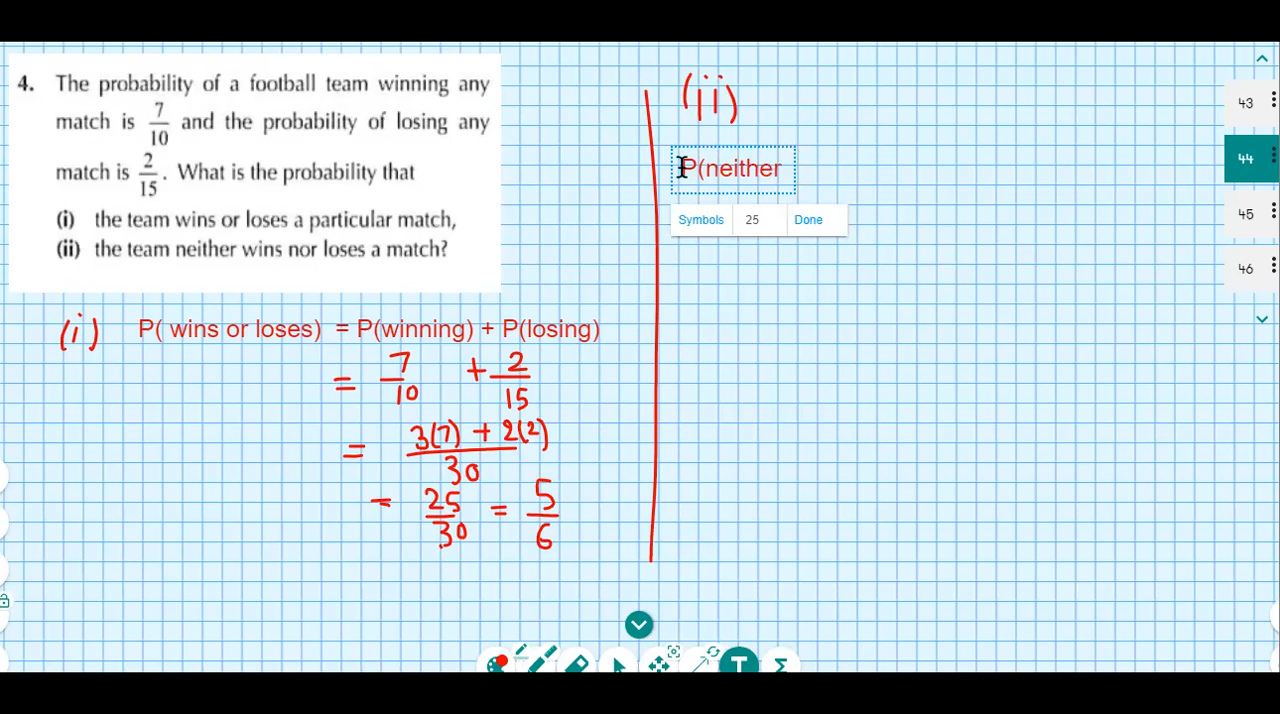 4. The probability of a football team winning any
match is 7/10 and the probability of losing any
match is 2/15. What is the probability that
(i) the team wins or loses a particular match,
(ii) the team neither wins nor loses a match?
(i) P( wins or loses) = P(winning) + P(losing)
= 7/10 + 2/15
= 3(7) + 2(2)/30
= 25/30 = 5/6
(ii)
P(neither
Symbols 25 Done
43
44
45
46
T
Σ